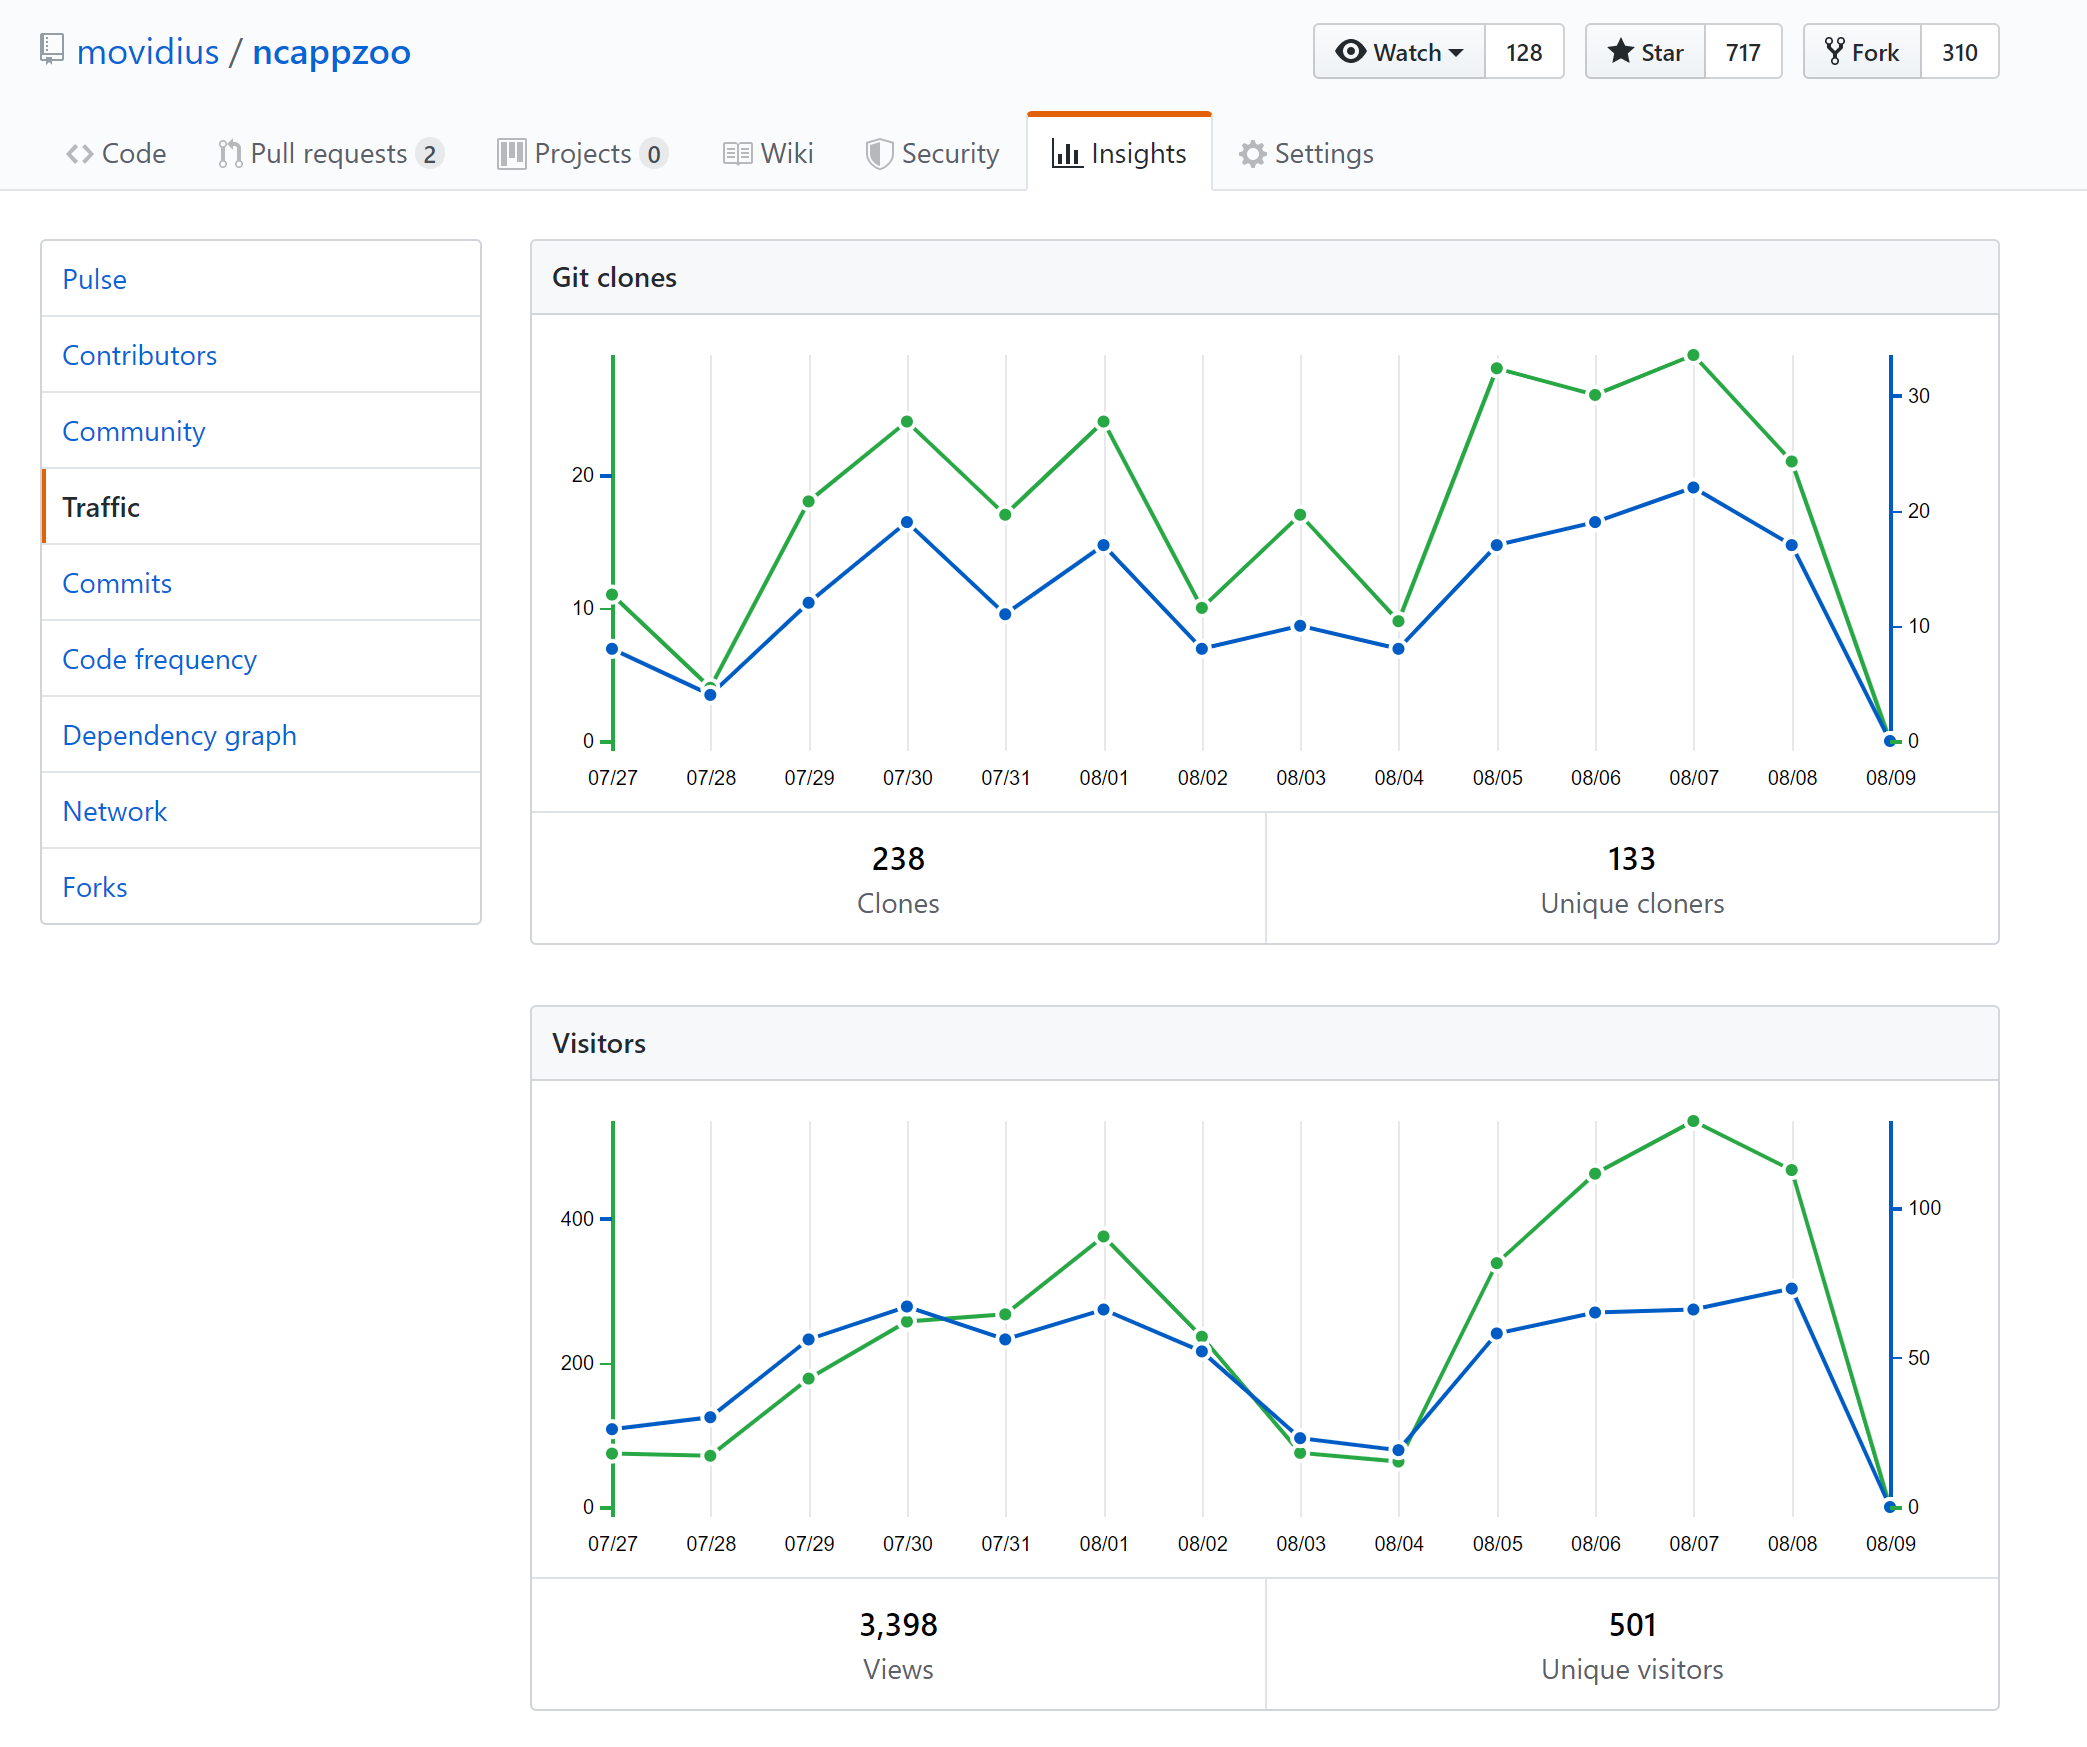 movidius / ncappzoo
Watch 128 Star 717 Fork 310
Code Pull requests 2 Projects 0 Wiki Security Insights Settings
Pulse
Contributors
Community
Traffic
Commits
Code frequency
Dependency graph
Network
Forks
Git clones
30
20
20
10
10
0
0
07/27 07/28 07/29 07/30 07/31 08/01 08/02 08/03 08/04 08/05 08/06 08/07 08/08 08/09
238
Clones
133
Unique cloners
Visitors
400
100
200
50
0
0
07/27 07/28 07/29 07/30 07/31 08/01 08/02 08/03 08/04 08/05 08/06 08/07 08/08 08/09
3,398
Views
501
Unique visitors